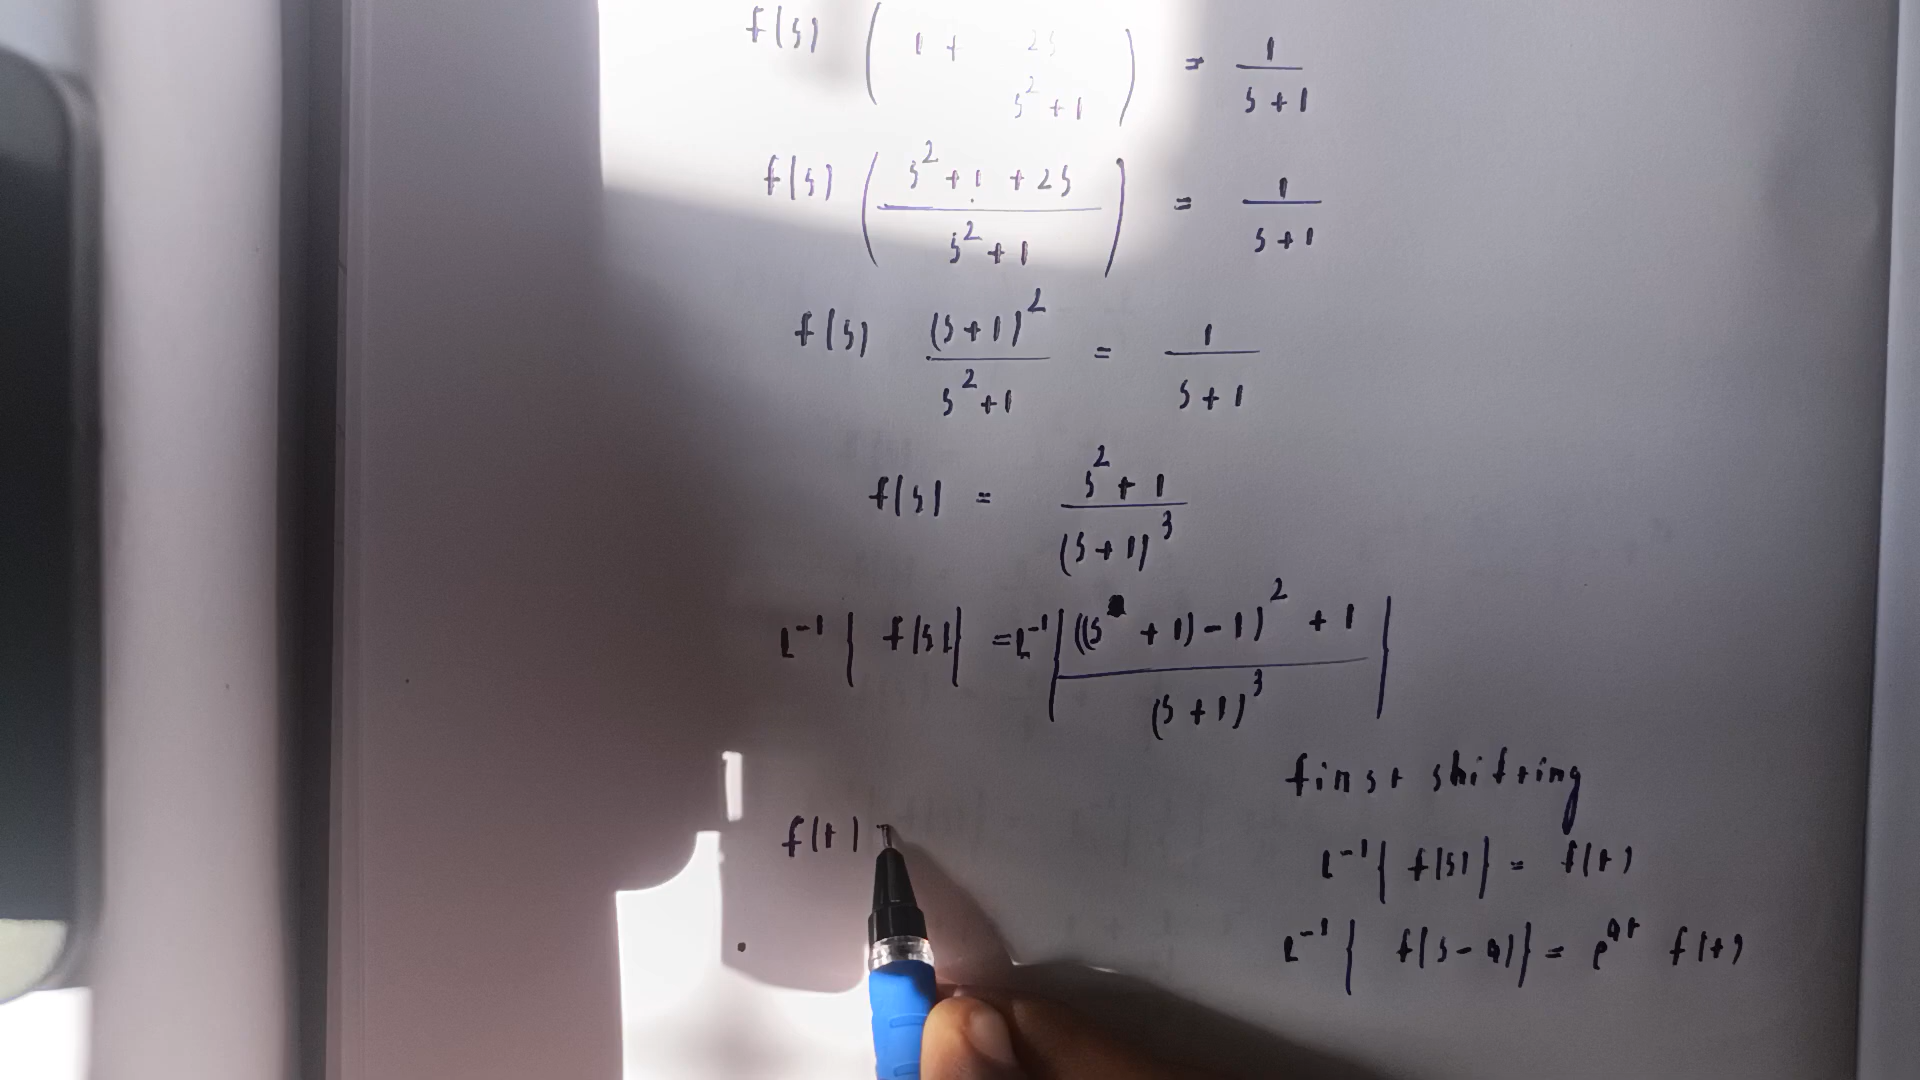 f(s) ( 1 + 2s / s² + 1 ) = 1 / s + 1
f(s) ( s² + 1 + 2s / s² + 1 ) = 1 / s + 1
f(s) (s + 1)² / s² + 1 = 1 / s + 1
f(s) = s² + 1 / (s + 1)³
L⁻¹ { f(s) } = L⁻¹ { ((s + 1) - 1)² + 1 / (s + 1)³ }
first shifting
f(t) =
L⁻¹ { f(s) } = f(t)
L⁻¹ { f(s - a) } = e^at f(t)